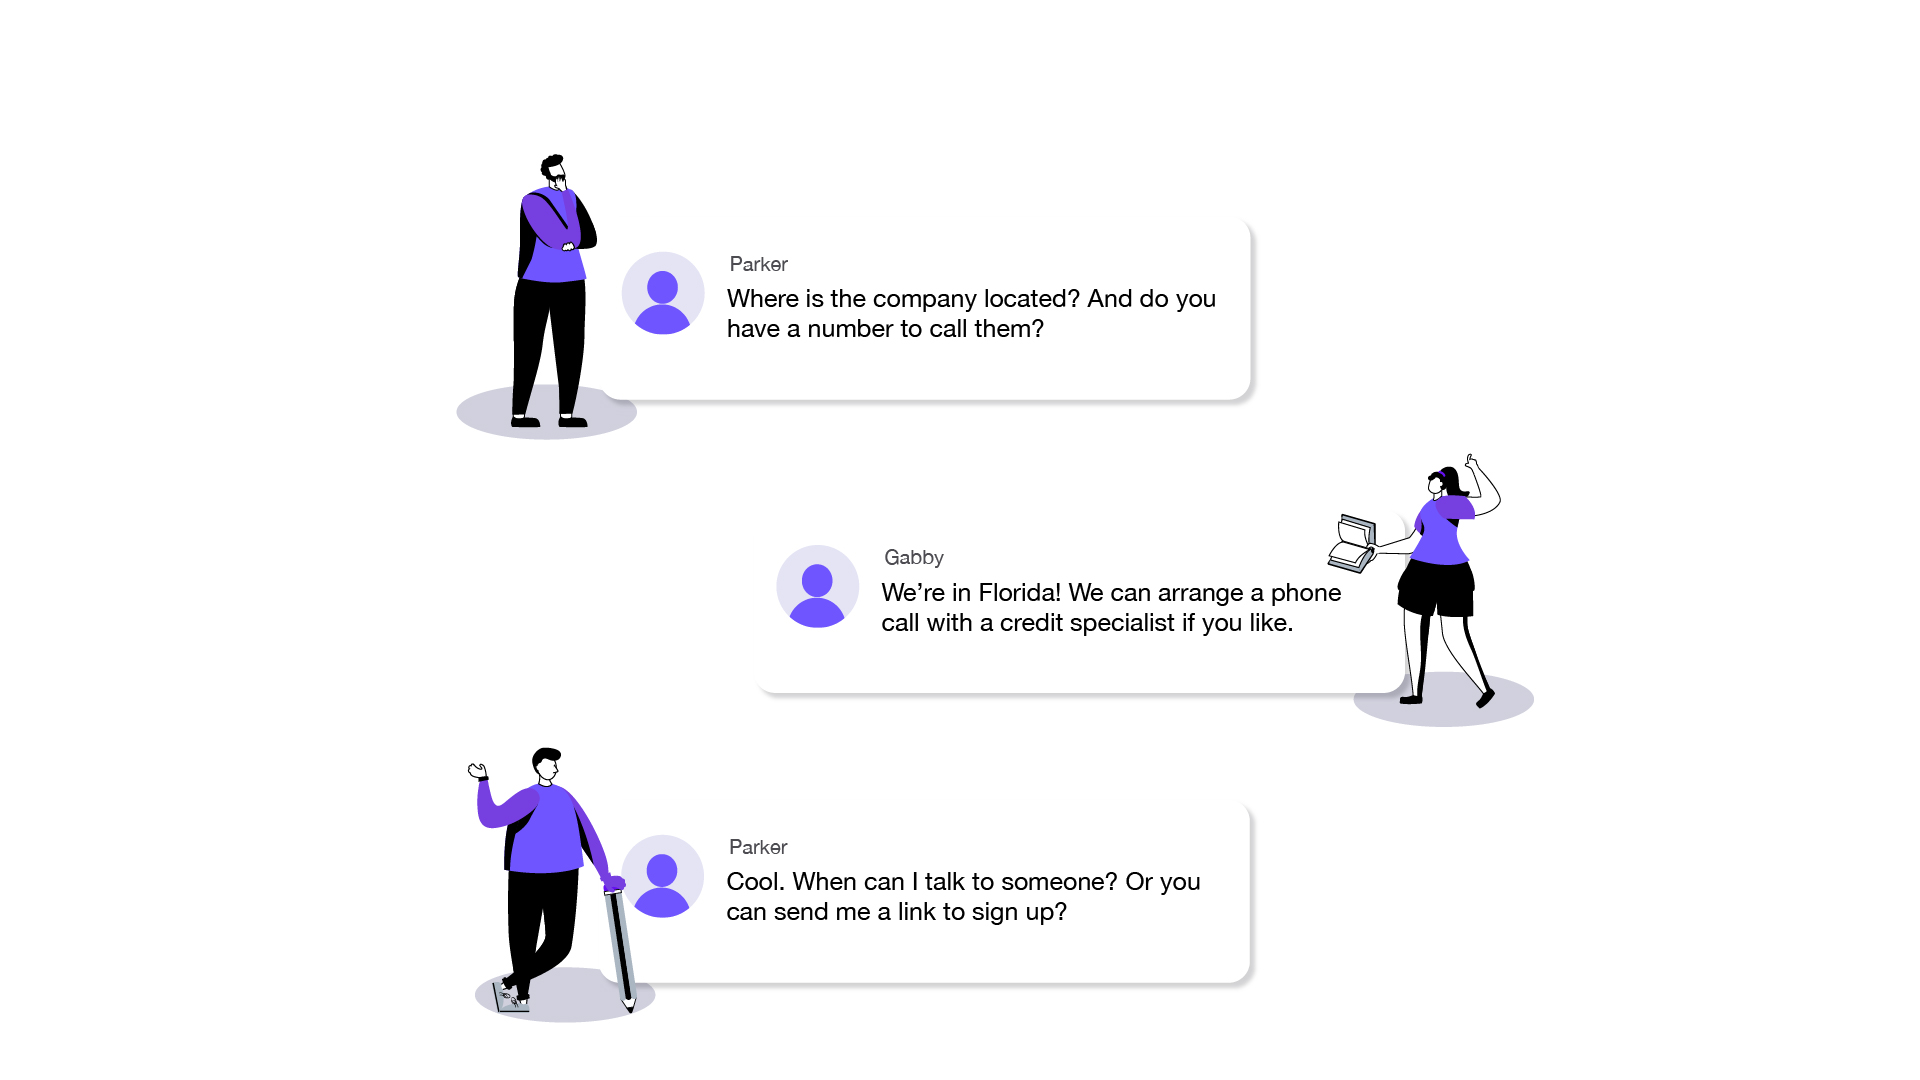 Parker
Where is the company located? And do you
have a number to call them?
Gabby
We’re in Florida! We can arrange a phone
call with a credit specialist if you like.
Parker
Cool. When can I talk to someone? Or you
can send me a link to sign up?